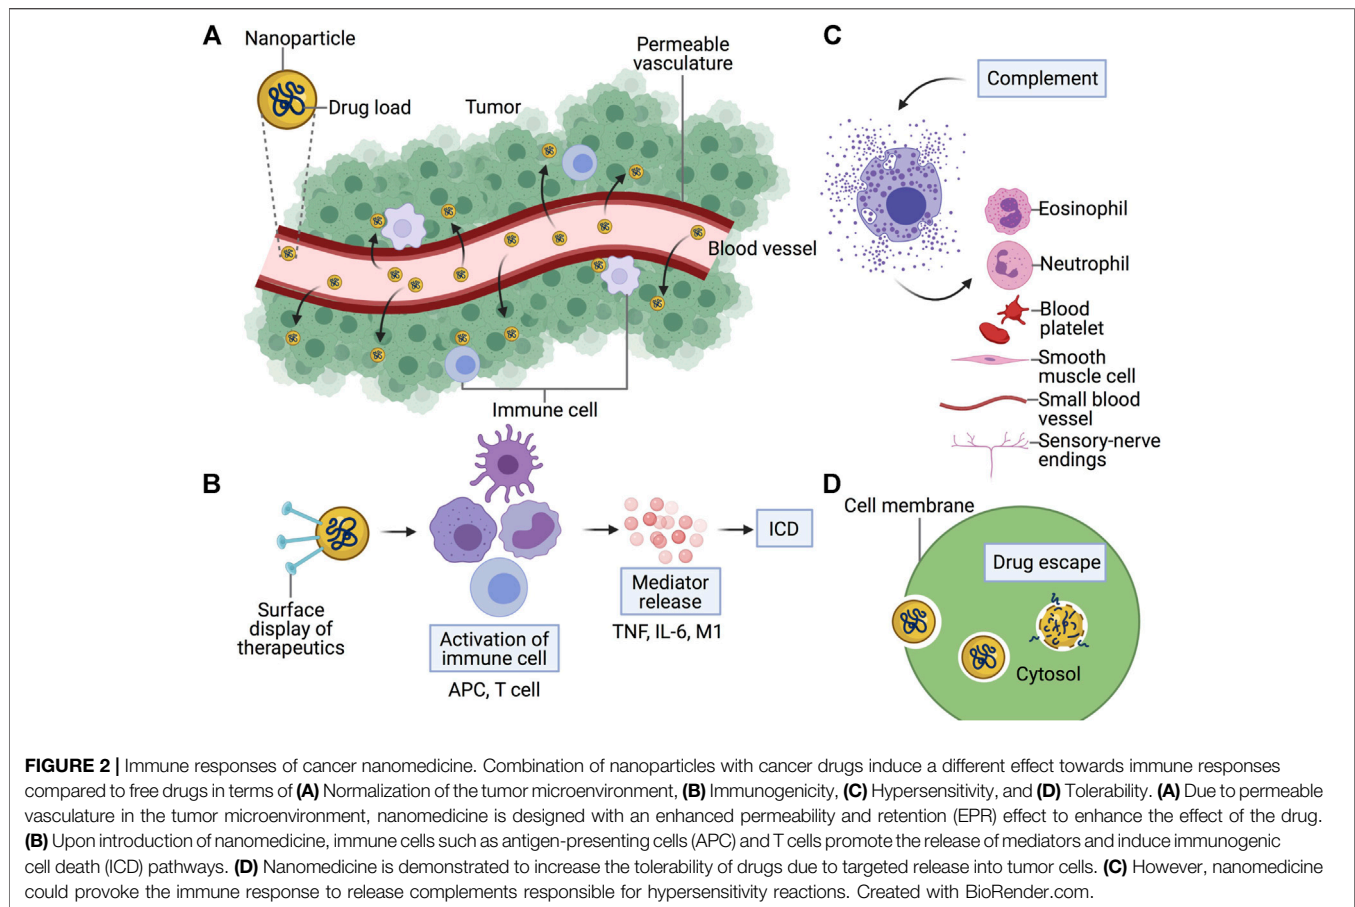 A
Nanoparticle
Drug load
Tumor
Permeable
vasculature
Blood vessel
Immune cell
B
Surface
display of
therapeutics
Activation of
immune cell
APC, T cell
Mediator
release
TNF, IL-6, M1
ICD
C
Complement
Eosinophil
Neutrophil
Blood
platelet
Smooth
muscle cell
Small blood
vessel
Sensory-nerve
endings
D
Cell membrane
Drug escape
Cytosol
FIGURE 2 | Immune responses of cancer nanomedicine. Combination of nanoparticles with cancer drugs induce a different effect towards immune responses
compared to free drugs in terms of (A) Normalization of the tumor microenvironment, (B) Immunogenicity, (C) Hypersensitivity, and (D) Tolerability. (A) Due to permeable
vasculature in the tumor microenvironment, nanomedicine is designed with an enhanced permeability and retention (EPR) effect to enhance the effect of the drug.
(B) Upon introduction of nanomedicine, immune cells such as antigen-presenting cells (APC) and T cells promote the release of mediators and induce immunogenic
cell death (ICD) pathways. (D) Nanomedicine is demonstrated to increase the tolerability of drugs due to targeted release into tumor cells. (C) However, nanomedicine
could provoke the immune response to release complements responsible for hypersensitivity reactions. Created with BioRender.com.